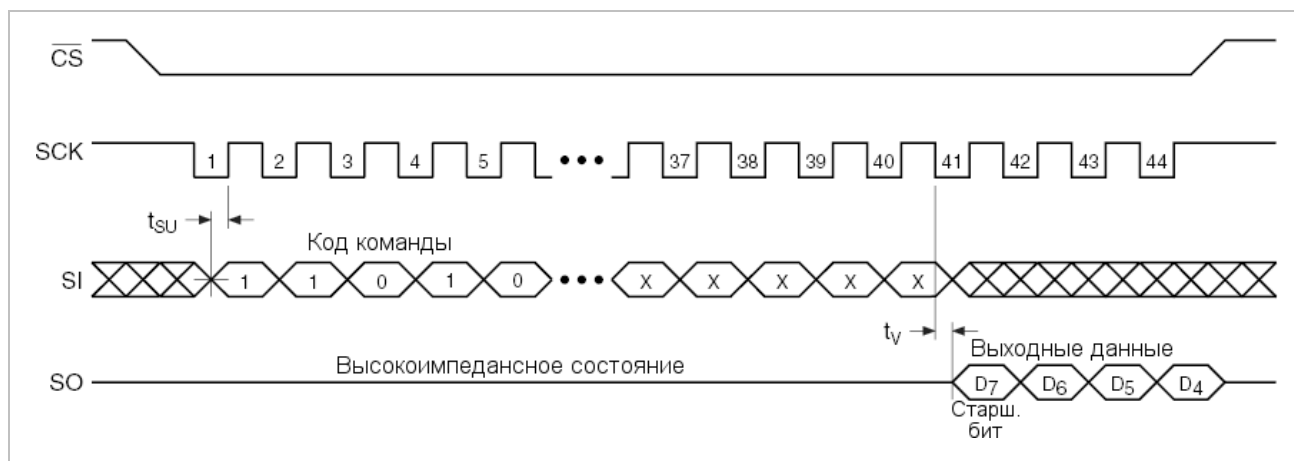 CS
SCK 1 2 3 4 5 ••• 37 38 39 40 41 42 43 44
tSU
Код команды
SI 1 1 0 1 0 ••• X X X X X
tV
Выходные данные
Высокоимпедансное состояние
SO D7 D6 D5 D4
Старш.
бит